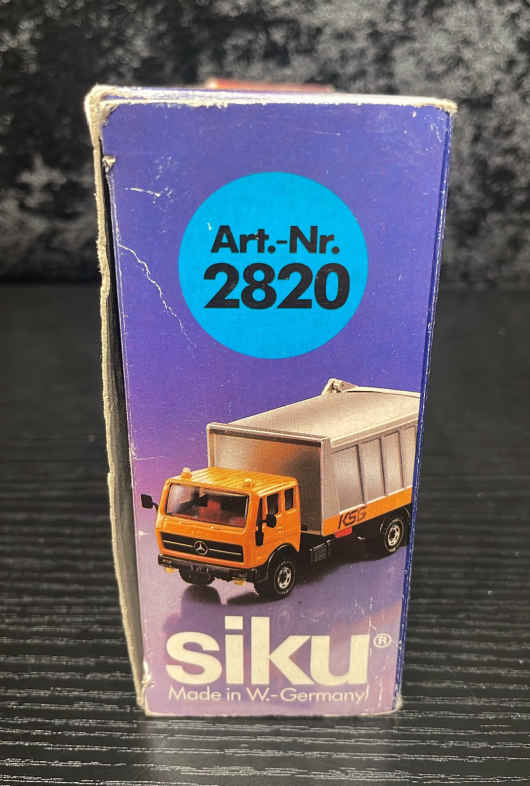 Art.-Nr.
2820
KSG
siku®
Made in W.-Germany